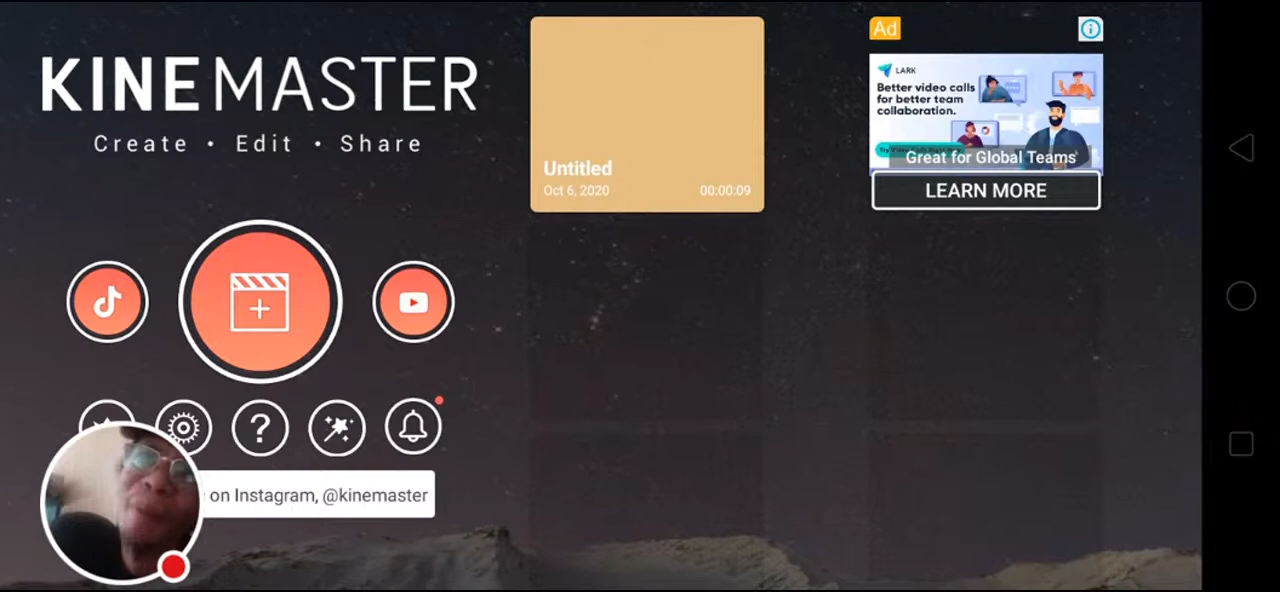 KINEMASTER
Create • Edit • Share
on Instagram, @kinemaster
Untitled
Oct 6, 2020
00:00:09
Ad
LARK
Better video calls
for better team
collaboration.
Great for Global Teams
LEARN MORE